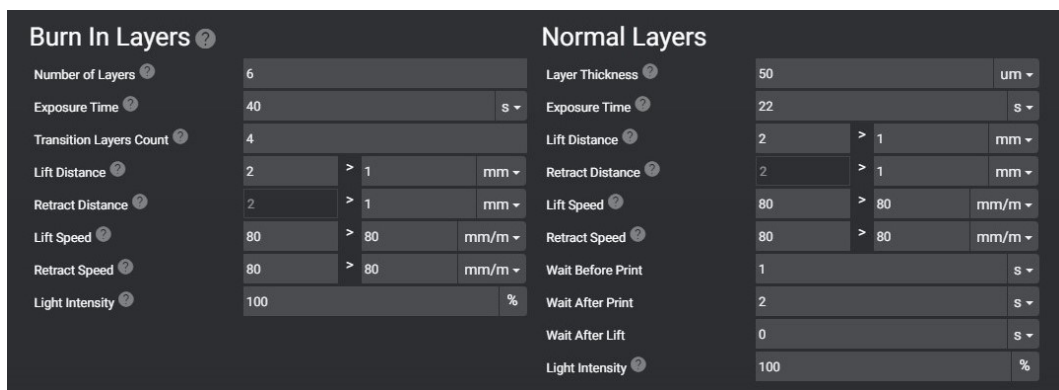 Burn In Layers ?
Number of Layers ? 6
Exposure Time ? 40 s
Transition Layers Count ? 4
Lift Distance ? 2 > 1 mm
Retract Distance ? 2 > 1 mm
Lift Speed ? 80 > 80 mm/m
Retract Speed ? 80 > 80 mm/m
Light Intensity ? 100 %
Normal Layers
Layer Thickness ? 50 um
Exposure Time ? 22 s
Lift Distance ? 2 > 1 mm
Retract Distance ? 2 > 1 mm
Lift Speed ? 80 > 80 mm/m
Retract Speed ? 80 > 80 mm/m
Wait Before Print 1 s
Wait After Print 2 s
Wait After Lift 0 s
Light Intensity ? 100 %